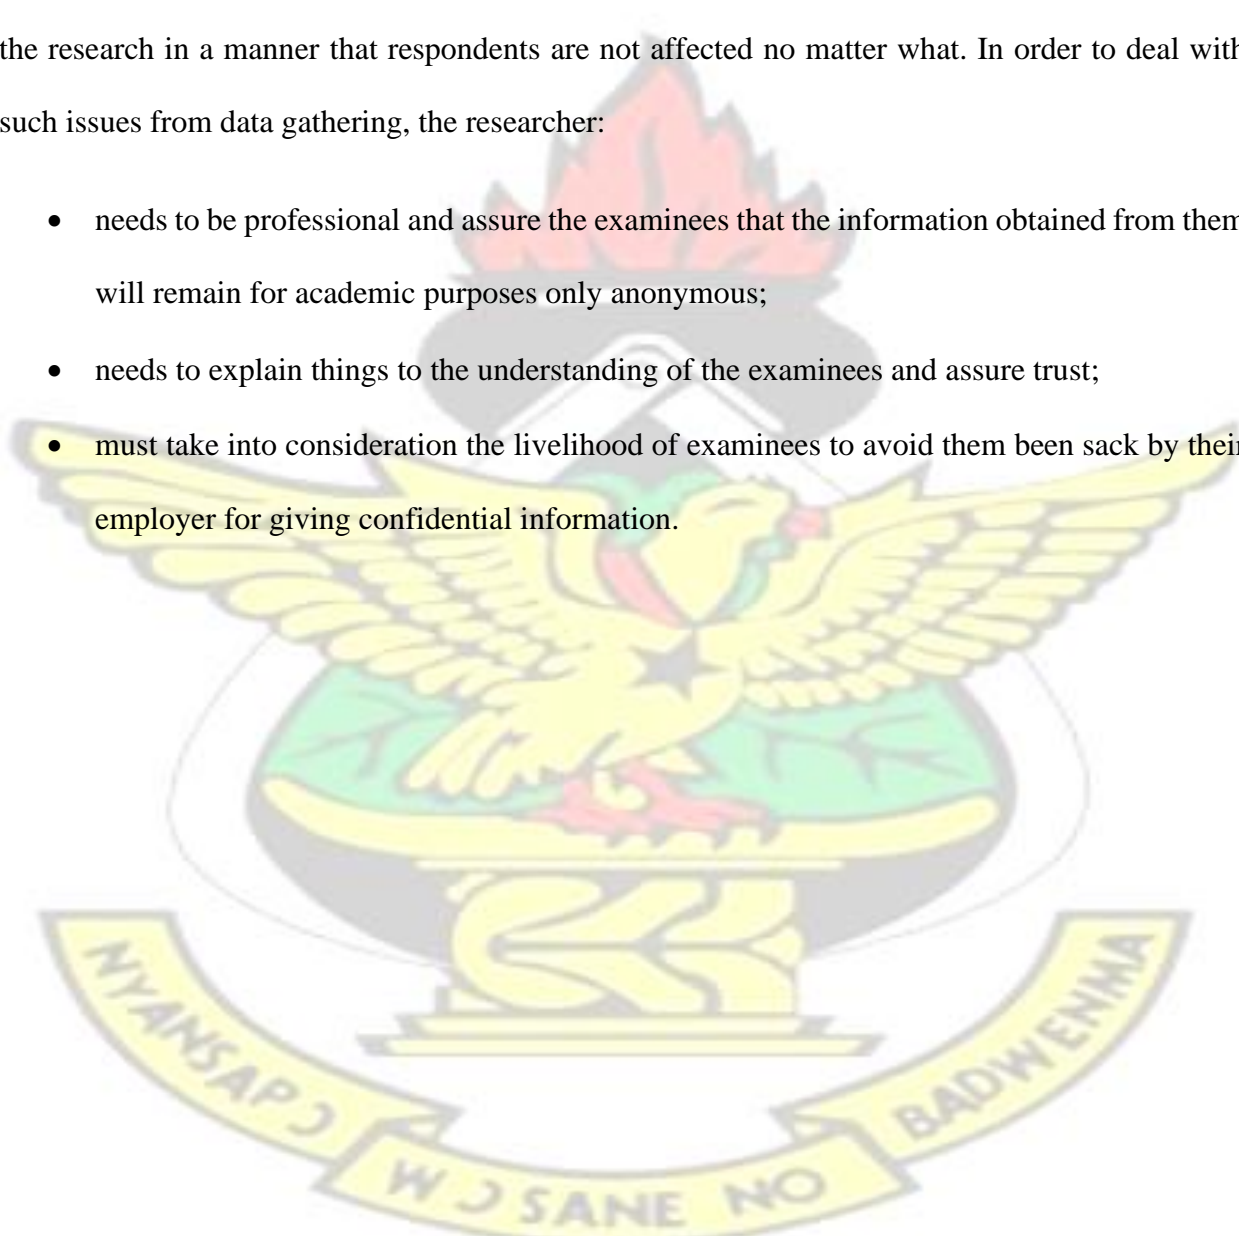 the research in a manner that respondents are not affected no matter what. In order to deal with
such issues from data gathering, the researcher:
• needs to be professional and assure the examinees that the information obtained from them
will remain for academic purposes only anonymous;
• needs to explain things to the understanding of the examinees and assure trust;
• must take into consideration the livelihood of examinees to avoid them been sack by their
employer for giving confidential information.
NYANSAPƆ
WƆSANE NO
BADWENMA